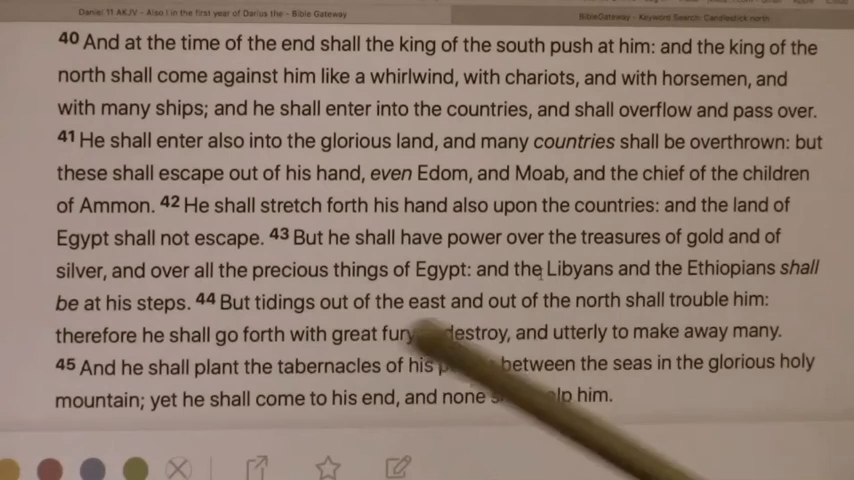 Daniel 11 AKJV - Also I in the first year of Darius the - Bible Gateway
BibleGateway - Keyword Search: Candlestick north
40 And at the time of the end shall the king of the south push at him: and the king of the
north shall come against him like a whirlwind, with chariots, and with horsemen, and
with many ships; and he shall enter into the countries, and shall overflow and pass over.
41 He shall enter also into the glorious land, and many countries shall be overthrown: but
these shall escape out of his hand, even Edom, and Moab, and the chief of the children
of Ammon. 42 He shall stretch forth his hand also upon the countries: and the land of
Egypt shall not escape. 43 But he shall have power over the treasures of gold and of
silver, and over all the precious things of Egypt: and the Libyans and the Ethiopians shall
be at his steps. 44 But tidings out of the east and out of the north shall trouble him:
therefore he shall go forth with great fury destroy, and utterly to make away many.
45 And he shall plant the tabernacles of his between the seas in the glorious holy
mountain; yet he shall come to his end, and none him.